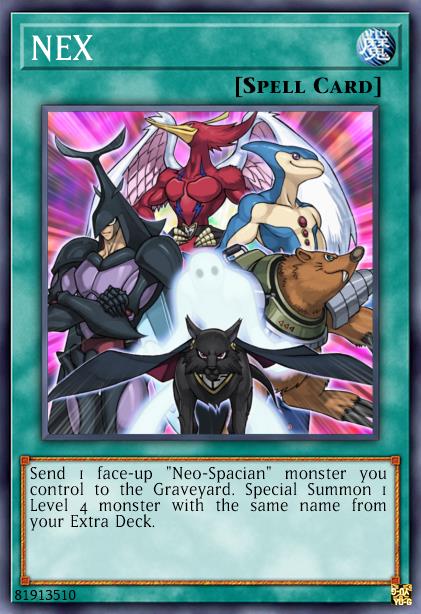 NEX
魔
[SPELL CARD]
Send 1 face-up "Neo-Spacian" monster you
control to the Graveyard. Special Summon 1
Level 4 monster with the same name from
your Extra Deck.
81913510